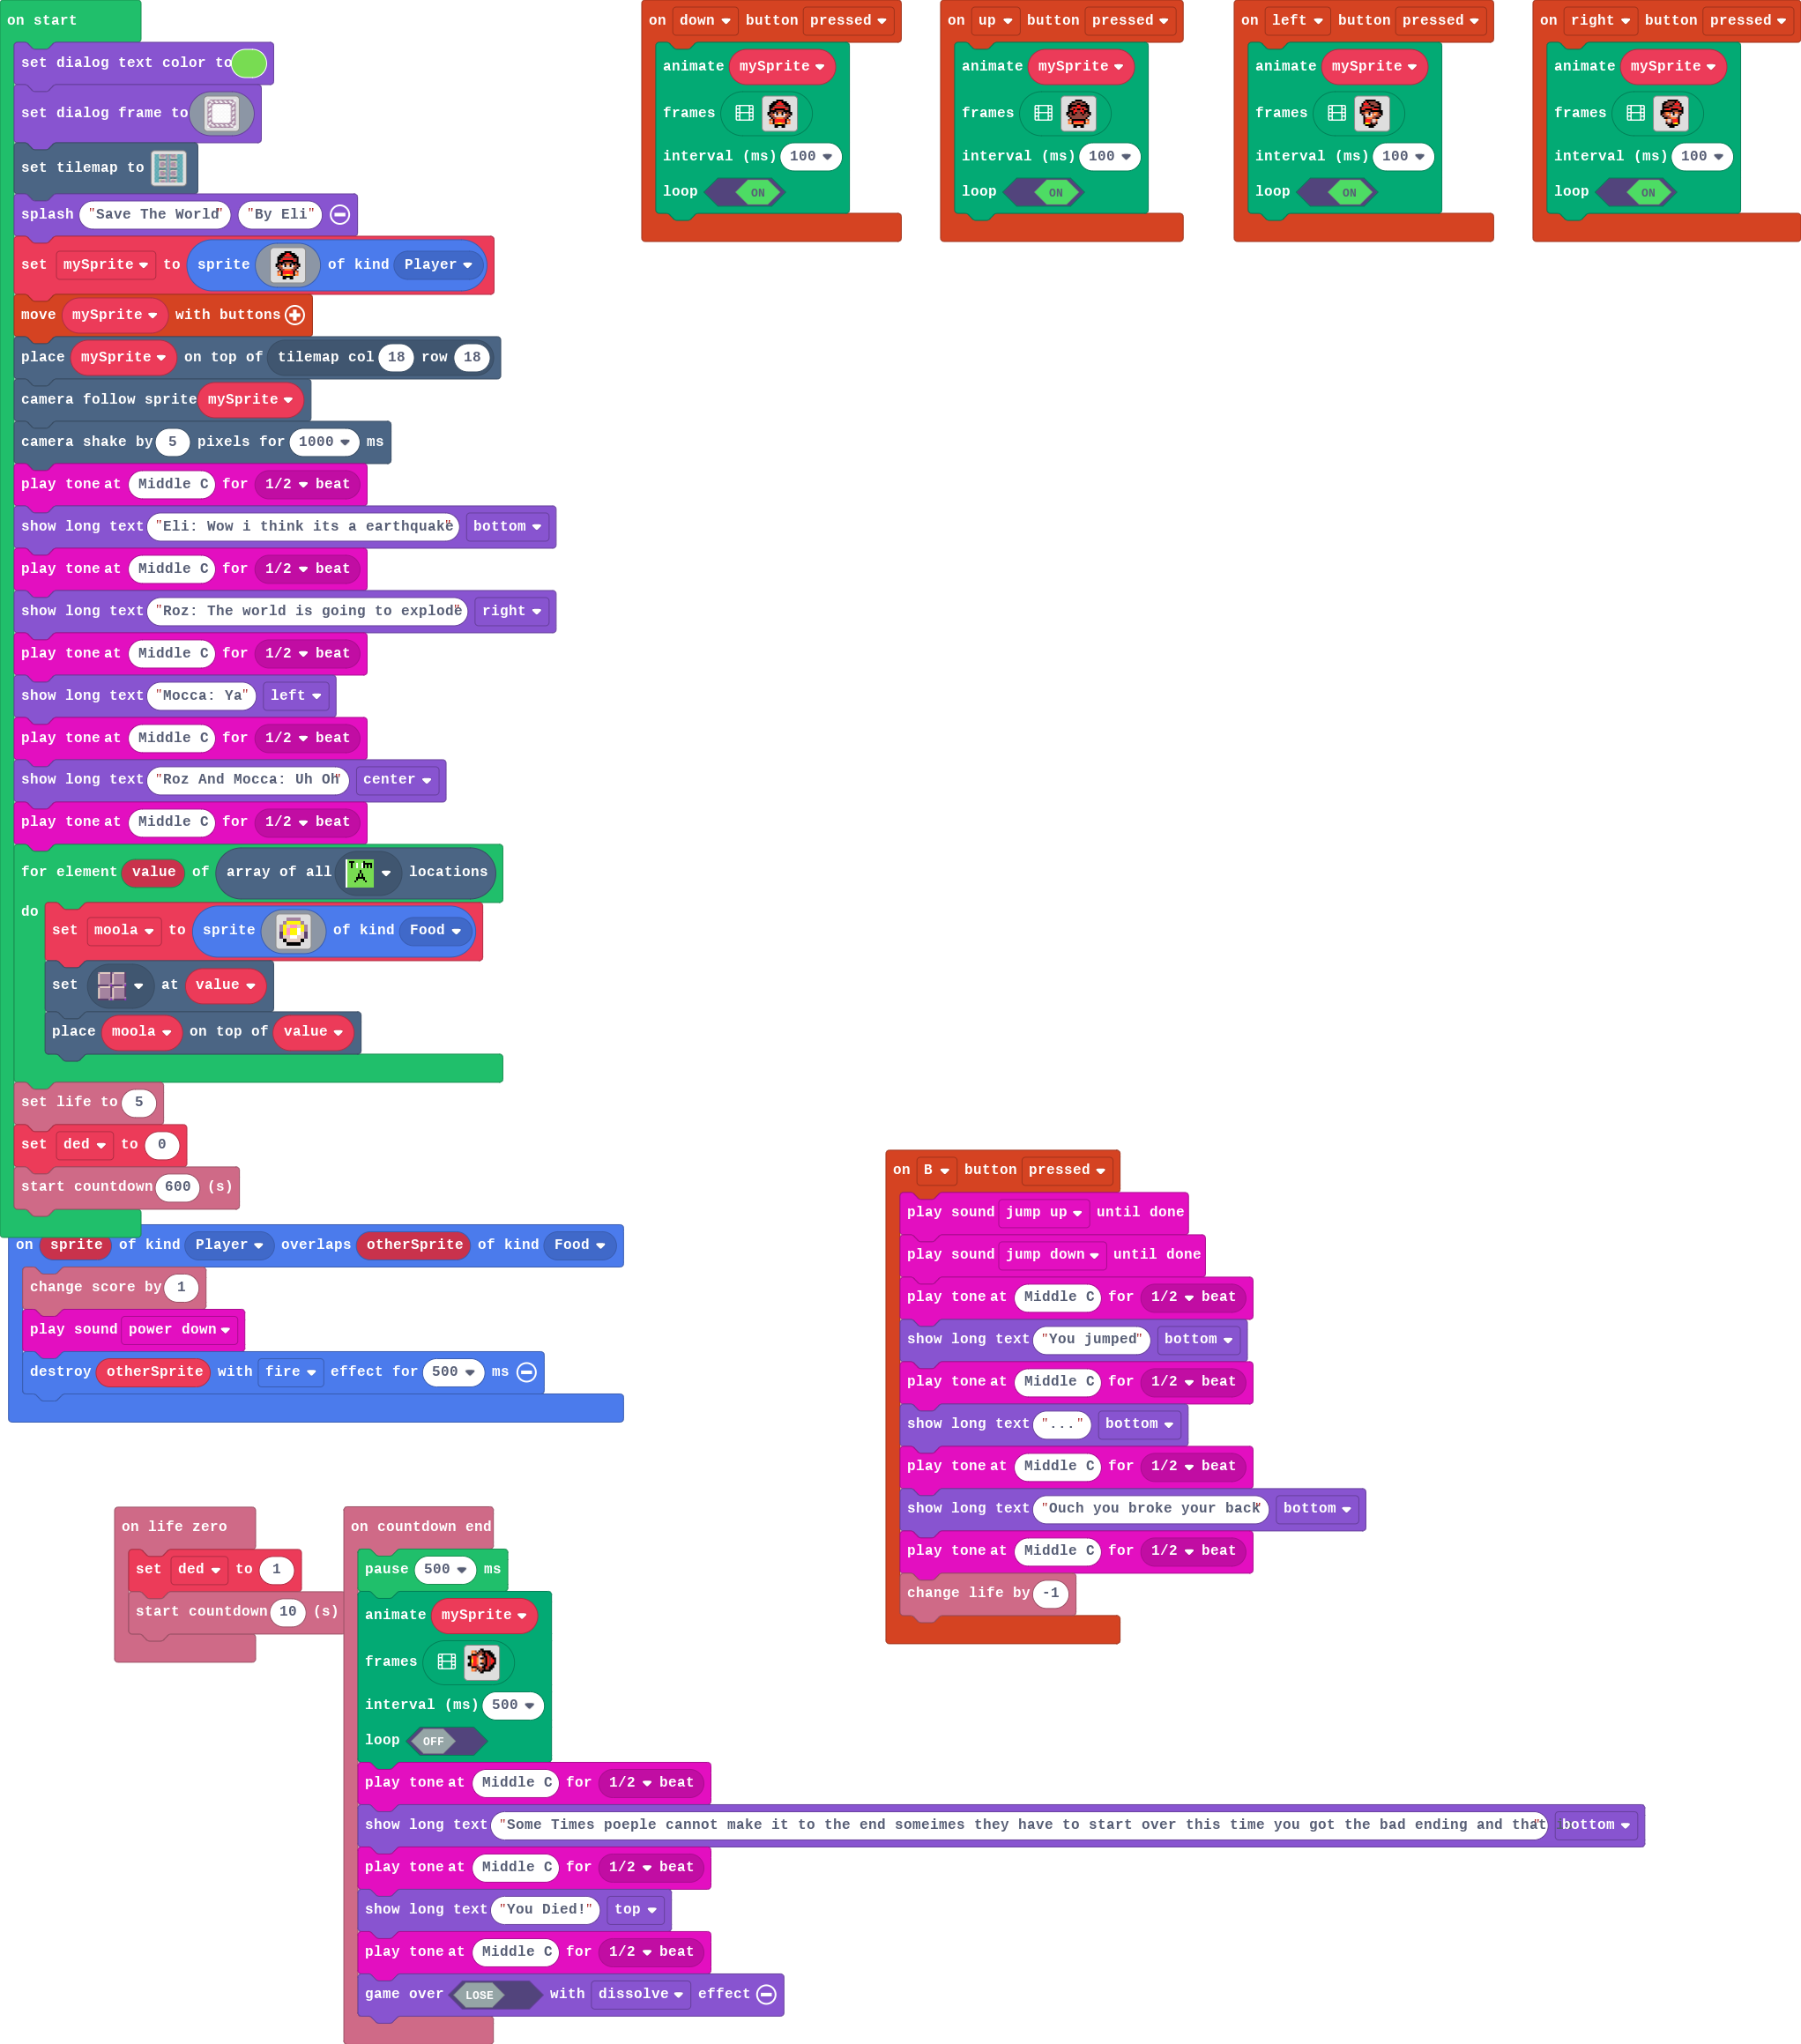 on start
set dialog text color to
set dialog frame to
set tilemap to
splash "Save The World" "By Eli"
set mySprite to sprite of kind Player
move mySprite with buttons
place mySprite on top of tilemap col 18 row 18
camera follow sprite mySprite
camera shake by 5 pixels for 1000 ms
play tone at Middle C for 1/2 beat
show long text "Eli: Wow i think its a earthquake" bottom
play tone at Middle C for 1/2 beat
show long text "Roz: The world is going to explode" right
play tone at Middle C for 1/2 beat
show long text "Mocca: Ya" left
play tone at Middle C for 1/2 beat
show long text "Roz And Mocca: Uh Oh" center
play tone at Middle C for 1/2 beat
for element value of array of all locations
do
set moola to sprite of kind Food
set at value
place moola on top of value
set life to 5
set ded to 0
start countdown 600 (s)
on down button pressed
animate mySprite
frames
interval (ms) 100
loop ON
on up button pressed
animate mySprite
frames
interval (ms) 100
loop ON
on left button pressed
animate mySprite
frames
interval (ms) 100
loop ON
on right button pressed
animate mySprite
frames
interval (ms) 100
loop ON
on sprite of kind Player overlaps otherSprite of kind Food
change score by 1
play sound power down
destroy otherSprite with fire effect for 500 ms
on B button pressed
play sound jump up until done
play sound jump down until done
play tone at Middle C for 1/2 beat
show long text "You jumped" bottom
play tone at Middle C for 1/2 beat
show long text "..." bottom
play tone at Middle C for 1/2 beat
show long text "Ouch you broke your back" bottom
play tone at Middle C for 1/2 beat
change life by -1
on life zero
set ded to 1
start countdown 10 (s)
on countdown end
pause 500 ms
animate mySprite
frames
interval (ms) 500
loop OFF
play tone at Middle C for 1/2 beat
show long text "Some Times poeple cannot make it to the end someimes they have to start over this time you got the bad ending and that" bottom
play tone at Middle C for 1/2 beat
show long text "You Died!" top
play tone at Middle C for 1/2 beat
game over LOSE with dissolve effect